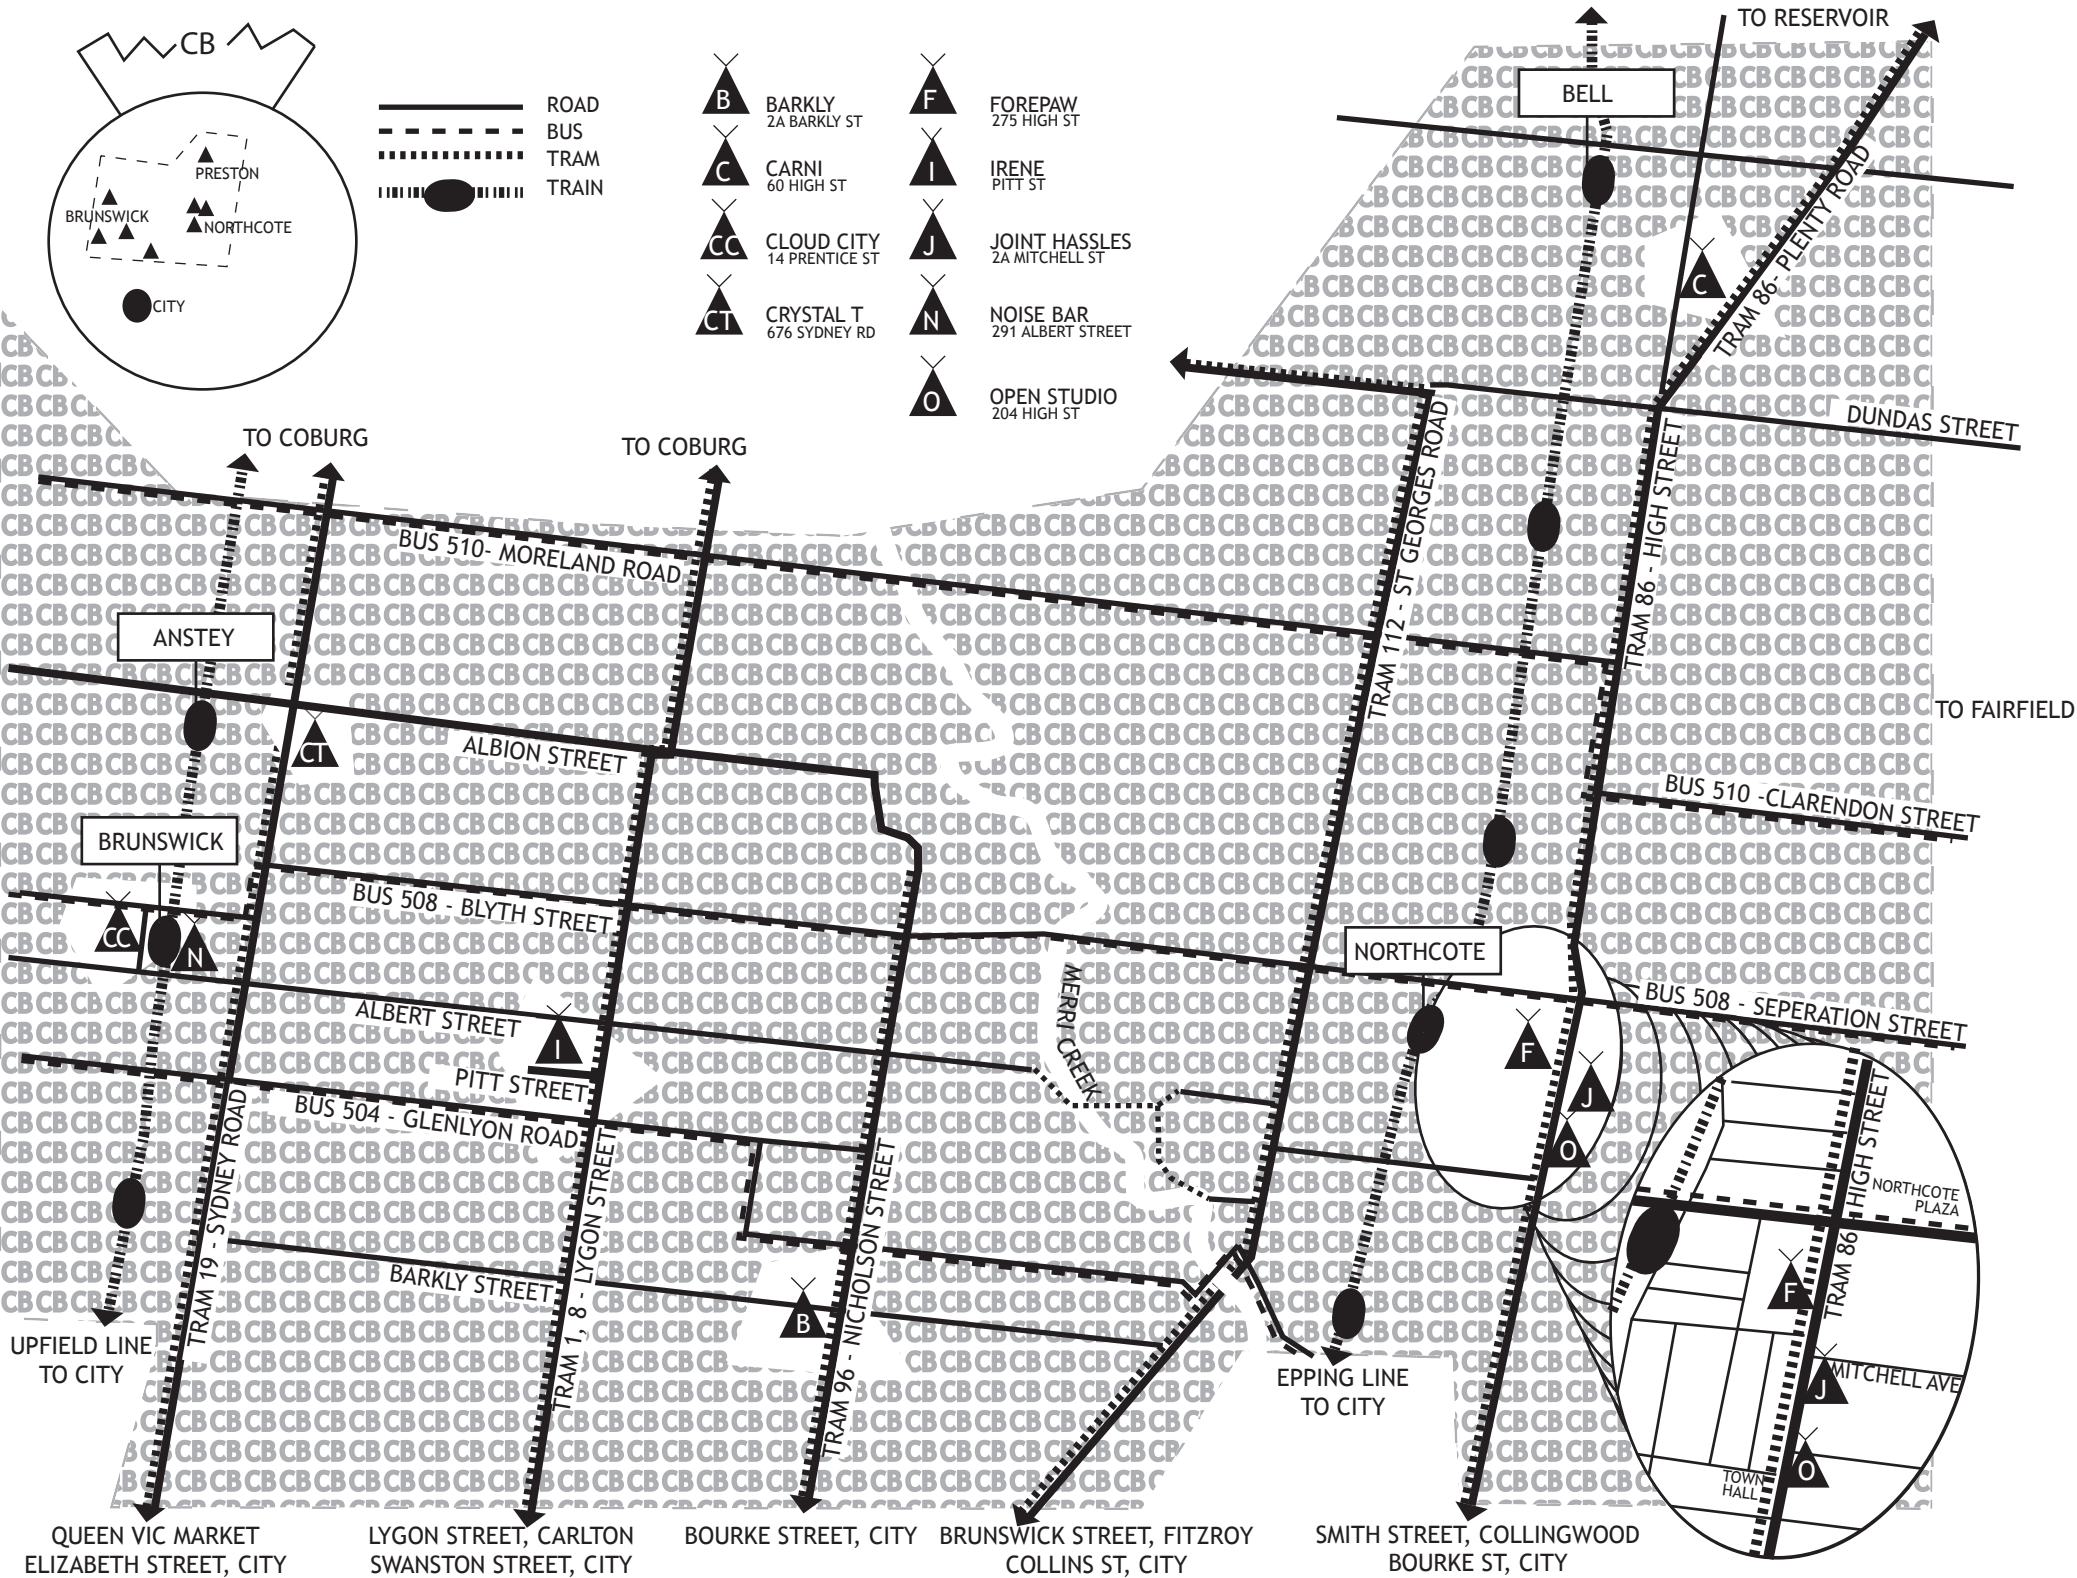 CB
PRESTON
BRUNSWICK
NORTHCOTE
CITY
ROAD
BUS
TRAM
TRAIN
B
BARKLY
2A BARKLY ST
C
CARNI
60 HIGH ST
CC
CLOUD CITY
14 PRENTICE ST
CT
CRYSTAL T
676 SYDNEY RD
F
FOREPAW
275 HIGH ST
I
IRENE
PITT ST
J
JOINT HASSLES
2A MITCHELL ST
N
NOISE BAR
291 ALBERT STREET
O
OPEN STUDIO
204 HIGH ST
TO RESERVOIR
BELL
TRAM 86- PLENTY ROAD
C
DUNDAS STREET
TO COBURG
TO COBURG
BUS 510- MORELAND ROAD
TRAM 112 - ST GEORGES ROAD
TRAM 86 - HIGH STREET
ANSTEY
CT
ALBION STREET
TO FAIRFIELD
BUS 510 -CLARENDON STREET
BRUNSWICK
CC
N
BUS 508 - BLYTH STREET
NORTHCOTE
BUS 508 - SEPERATION STREET
MERRI CREEK
ALBERT STREET
I
PITT STREET
F
J
O
BUS 504 - GLENLYON ROAD
TRAM 19 - SYDNEY ROAD
TRAM 1, 8 - LYGON STREET
TRAM 96 - NICHOLSON STREET
BARKLY STREET
B
NORTHCOTE
PLAZA
TRAM 86 - HIGH STREET
F
J
MITCHELL AVE
O
TOWN
HALL
UPFIELD LINE
TO CITY
EPPING LINE
TO CITY
QUEEN VIC MARKET
ELIZABETH STREET, CITY
LYGON STREET, CARLTON
SWANSTON STREET, CITY
BOURKE STREET, CITY
BRUNSWICK STREET, FITZROY
COLLINS ST, CITY
SMITH STREET, COLLINGWOOD
BOURKE ST, CITY